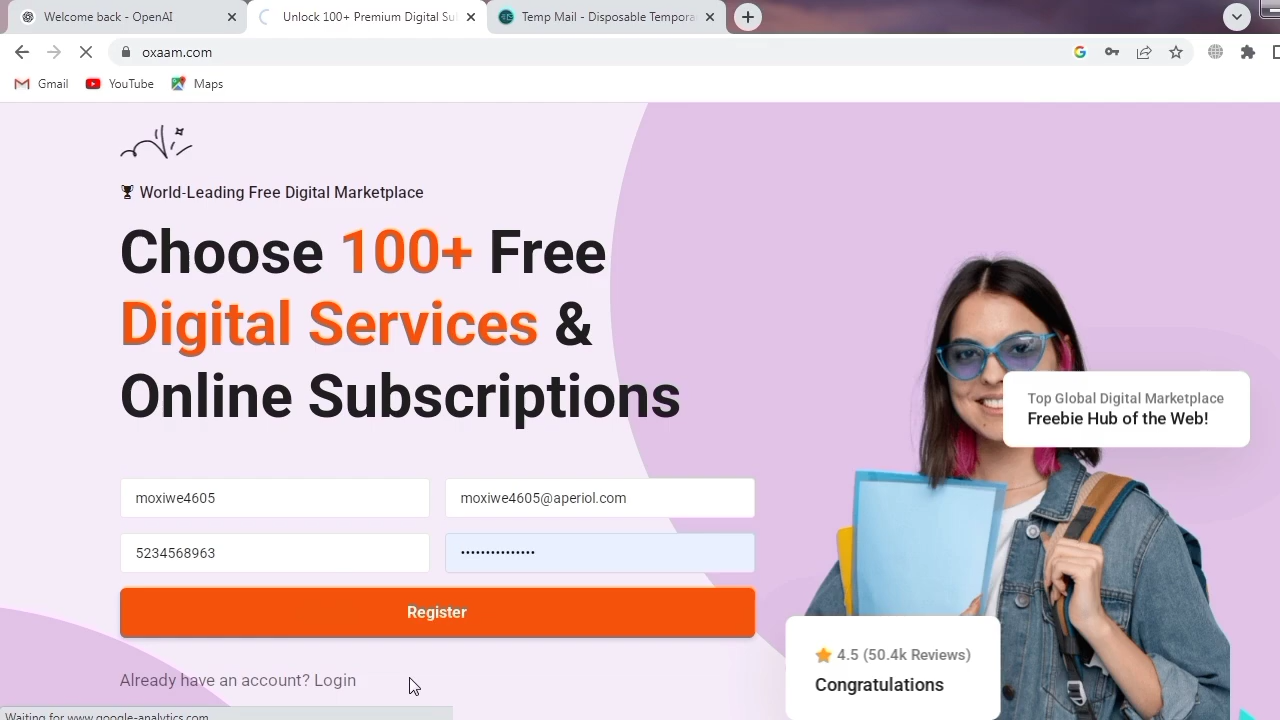 Welcome back - OpenAI
Unlock 100+ Premium Digital Su
Temp Mail - Disposable Tempora
oxaam.com
Gmail
YouTube
Maps
World-Leading Free Digital Marketplace
Choose 100+ Free
Digital Services &
Online Subscriptions
Top Global Digital Marketplace
Freebie Hub of the Web!
moxiwe4605
moxiwe4605@aperiol.com
5234568963
•••••••••••••••
Register
4.5 (50.4k Reviews)
Congratulations
Already have an account? Login
Waiting for www.google-analytics.com